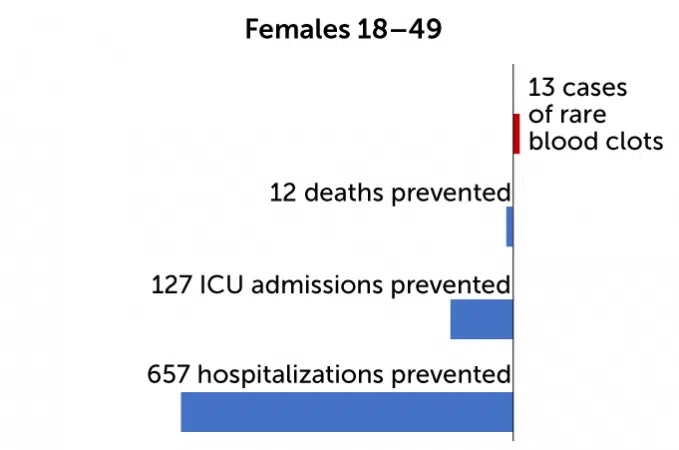 Females 18–49
13 cases
of rare
blood clots
12 deaths prevented
127 ICU admissions prevented
657 hospitalizations prevented